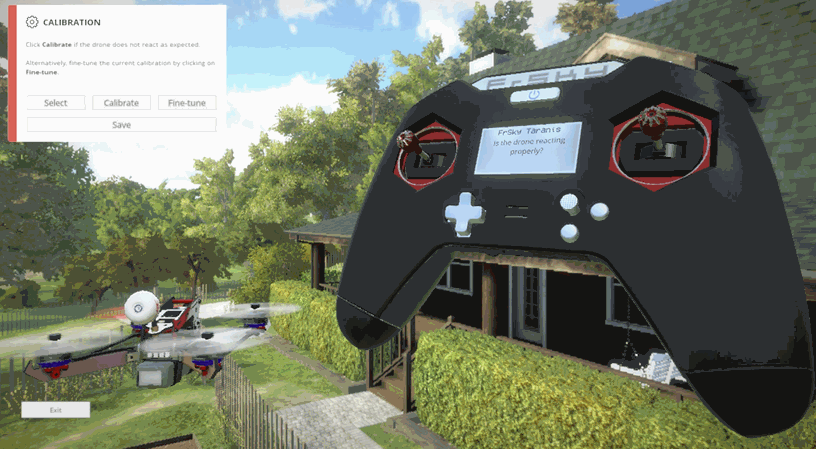 CALIBRATION
Click Calibrate if the drone does not react as expected.
Alternatively, fine-tune the current calibration by clicking on
Fine-tune.
Select
Calibrate
Fine-tune
Save
FrSky
FrSky Taranis
Is the drone reacting
properly?
Exit